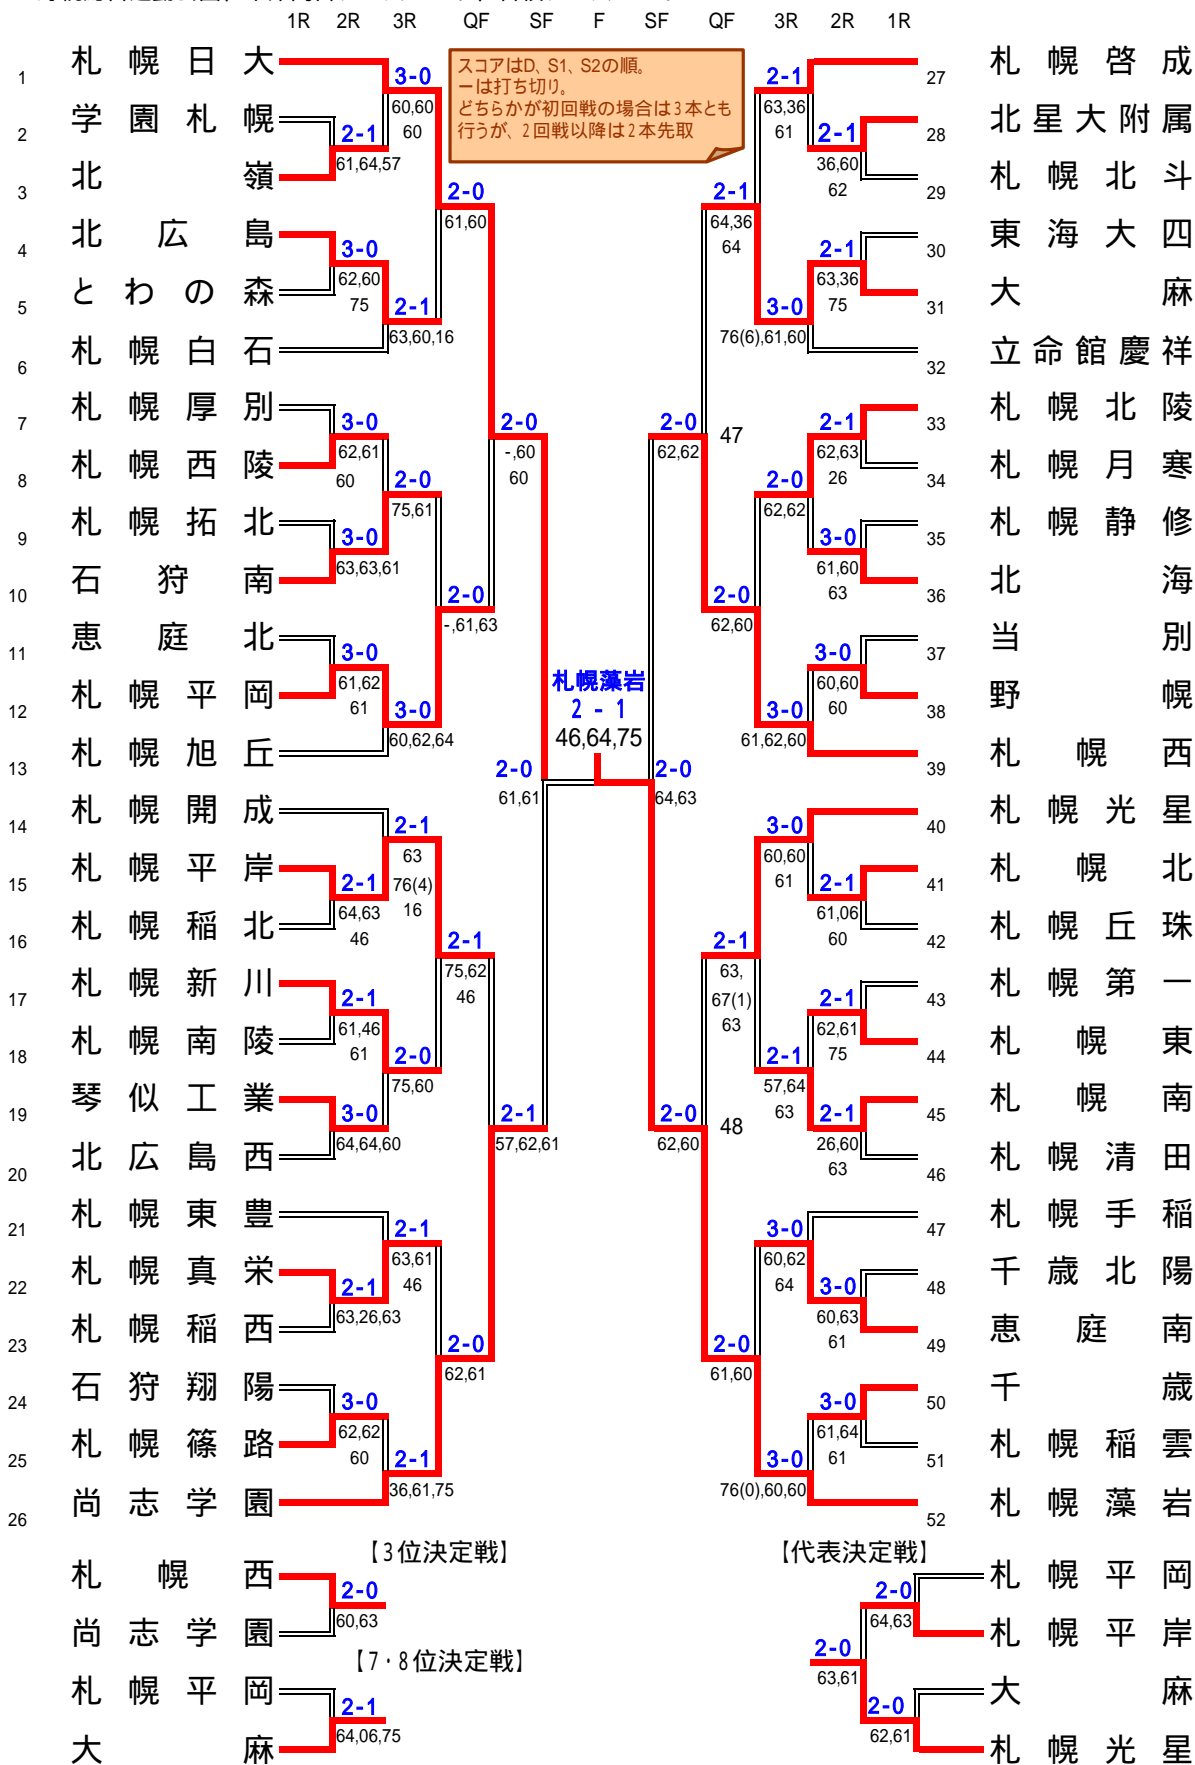 1R 2R 3R QF SF F SF QF 3R 2R 1R
スコアはD、S1、S2の順。
ーは打ち切り。
どちらかが初回戦の場合は3本とも
行うが、2回戦以降は2本先取
1 札幌日大
2 学園札幌
3 北嶺
4 北広島
5 とわの森
6 札幌白石
7 札幌厚別
8 札幌西陵
9 札幌拓北
10 石狩南
11 恵庭北
12 札幌平岡
13 札幌旭丘
14 札幌開成
15 札幌平岸
16 札幌稲北
17 札幌新川
18 札幌南陵
19 琴似工業
20 北広島西
21 札幌東豊
22 札幌真栄
23 札幌稲西
24 石狩翔陽
25 札幌篠路
26 尚志学園
2-1
61,64,57
3-0
62,60
75
3-0
62,61
60
3-0
63,63,61
3-0
61,62
61
2-1
64,63
46
2-1
61,46
61
3-0
64,64,60
2-1
63,26,63
3-0
62,62
60
3-0
60,60
60
2-1
63,60,16
2-0
75,61
3-0
60,62,64
2-1
63
76(4)
16
2-0
75,60
2-1
63,61
46
2-1
36,61,75
2-0
61,60
2-0
-,61,63
2-1
75,62
46
2-0
62,61
2-0
-,60
60
2-1
57,62,61
2-0
61,61
札幌藻岩
2 - 1
46,64,75
2-0
64,63
2-0
62,62
47
2-0
62,60
48
2-1
64,36
64
2-0
62,60
2-1
63,
67(1)
63
2-0
61,60
2-1
63,36
61
3-0
76(6),61,60
2-0
62,62
3-0
61,62,60
3-0
60,60
61
2-1
57,64
63
3-0
60,62
64
3-0
76(0),60,60
2-1
36,60
62
2-1
63,36
75
2-1
62,63
26
3-0
61,60
63
3-0
60,60
60
2-1
61,06
60
2-1
62,61
75
2-1
26,60
63
3-0
60,63
61
3-0
61,64
61
27 札幌啓成
28 北星大附属
29 札幌北斗
30 東海大四
31 大麻
32 立命館慶祥
33 札幌北陵
34 札幌月寒
35 札幌静修
36 北海
37 当別
38 野幌
39 札幌西
40 札幌光星
41 札幌北
42 札幌丘珠
43 札幌第一
44 札幌東
45 札幌南
46 札幌清田
47 札幌手稲
48 千歳北陽
49 恵庭南
50 千歳
51 札幌稲雲
52 札幌藻岩
【3位決定戦】
札幌西
尚志学園
2-0
60,63
【7・8位決定戦】
札幌平岡
大麻
2-1
64,06,75
【代表決定戦】
札幌平岡
札幌平岸
2-0
64,63
2-0
63,61
大麻
札幌光星
2-0
62,61